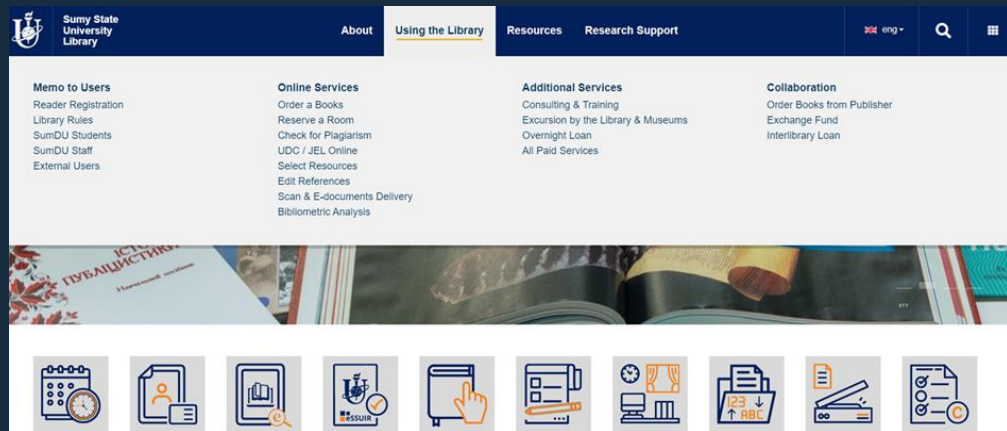 Sumy State
University
Library
About
Using the Library
Resources
Research Support
eng
Memo to Users
Reader Registration
Library Rules
SumDU Students
SumDU Staff
External Users
Online Services
Order a Books
Reserve a Room
Check for Plagiarism
UDC / JEL Online
Select Resources
Edit References
Scan & E-documents Delivery
Bibliometric Analysis
Additional Services
Consulting & Training
Excursion by the Library & Museums
Overnight Loan
All Paid Services
Collaboration
Order Books from Publisher
Exchange Fund
Interlibrary Loan
ПУБЛІЦИСТИКИ
Навчальний посібник
eSSUIR
123
ABC
C